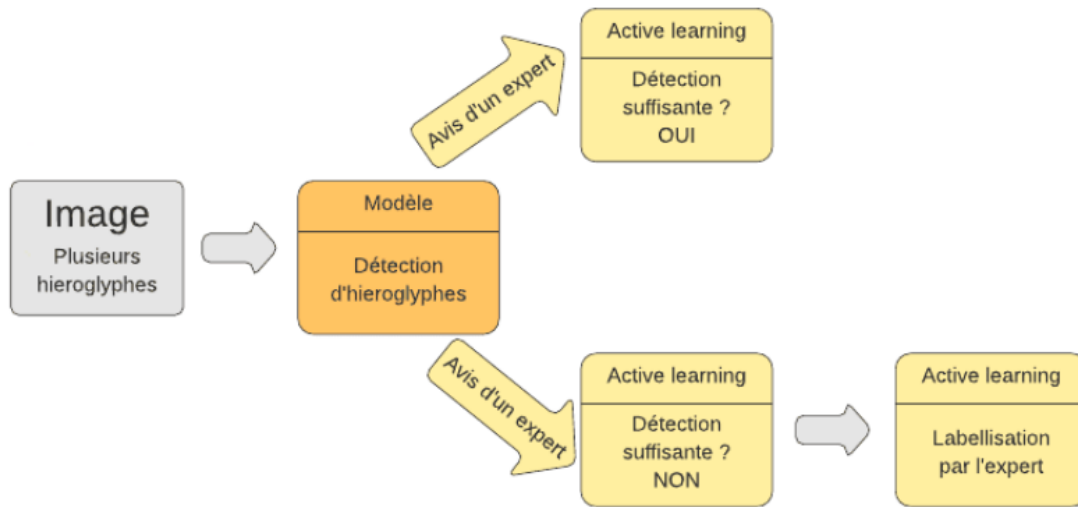 Image
Plusieurs
hieroglyphes
Modèle
Détection
d'hieroglyphes
Avis d'un expert
Active learning
Détection
suffisante ?
OUI
Avis d'un expert
Active learning
Détection
suffisante ?
NON
Active learning
Labellisation
par l'expert